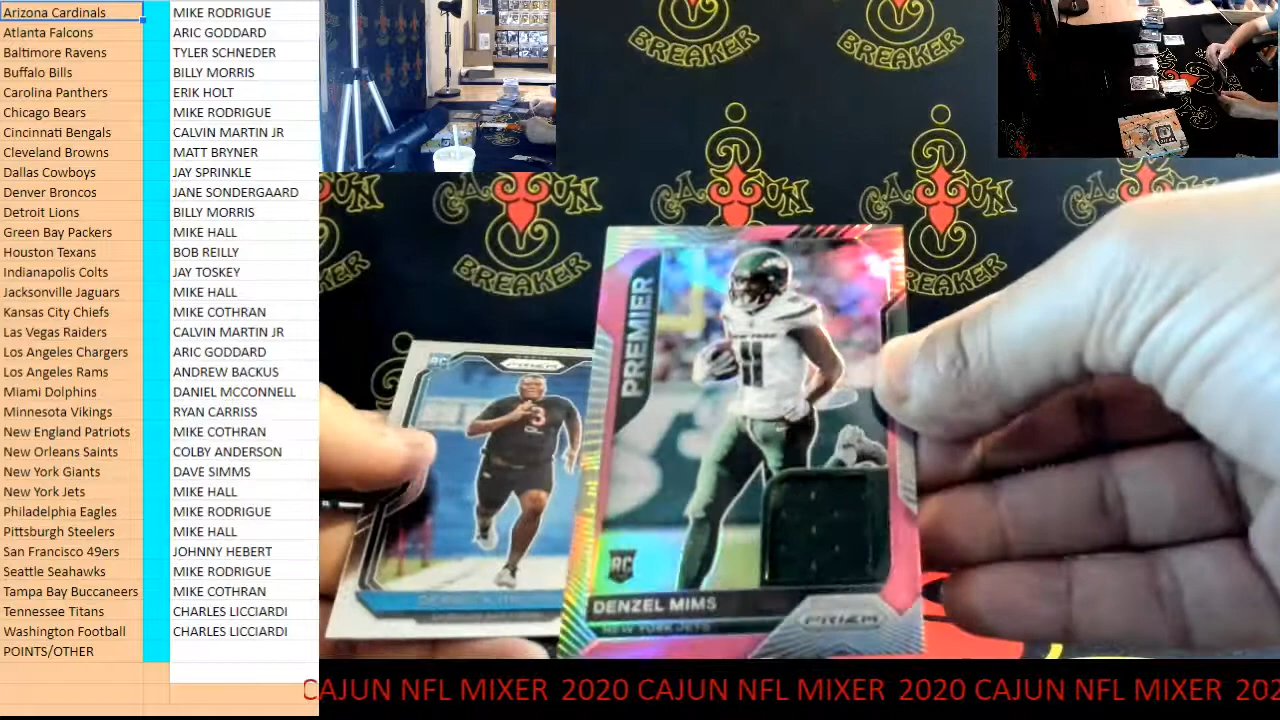 Arizona Cardinals MIKE RODRIGUE
Atlanta Falcons ARIC GODDARD
Baltimore Ravens TYLER SCHNEDER
Buffalo Bills BILLY MORRIS
Carolina Panthers ERIK HOLT
Chicago Bears MIKE RODRIGUE
Cincinnati Bengals CALVIN MARTIN JR
Cleveland Browns MATT BRYNER
Dallas Cowboys JAY SPRINKLE
Denver Broncos JANE SONDERGAARD
Detroit Lions BILLY MORRIS
Green Bay Packers MIKE HALL
Houston Texans BOB REILLY
Indianapolis Colts JAY TOSKEY
Jacksonville Jaguars MIKE HALL
Kansas City Chiefs MIKE COTHRAN
Las Vegas Raiders CALVIN MARTIN JR
Los Angeles Chargers ARIC GODDARD
Los Angeles Rams ANDREW BACKUS
Miami Dolphins DANIEL MCCONNELL
Minnesota Vikings RYAN CARRISS
New England Patriots MIKE COTHRAN
New Orleans Saints COLBY ANDERSON
New York Giants DAVE SIMMS
New York Jets MIKE HALL
Philadelphia Eagles MIKE RODRIGUE
Pittsburgh Steelers MIKE HALL
San Francisco 49ers JOHNNY HEBERT
Seattle Seahawks MIKE RODRIGUE
Tampa Bay Buccaneers MIKE COTHRAN
Tennessee Titans CHARLES LICCIARDI
Washington Football CHARLES LICCIARDI
POINTS/OTHER
BREAKER
BREAKER
CAJUN
CAJUN
CAJUN
BREAKER
BREAKER
BREAKER
RC
PRIZM
3
PREMIER
11
RC
DENZEL MIMS
NEW YORK JETS
PRIZM
CAJUN NFL MIXER 2020 CAJUN NFL MIXER 2020 CAJUN NFL MIXER 202